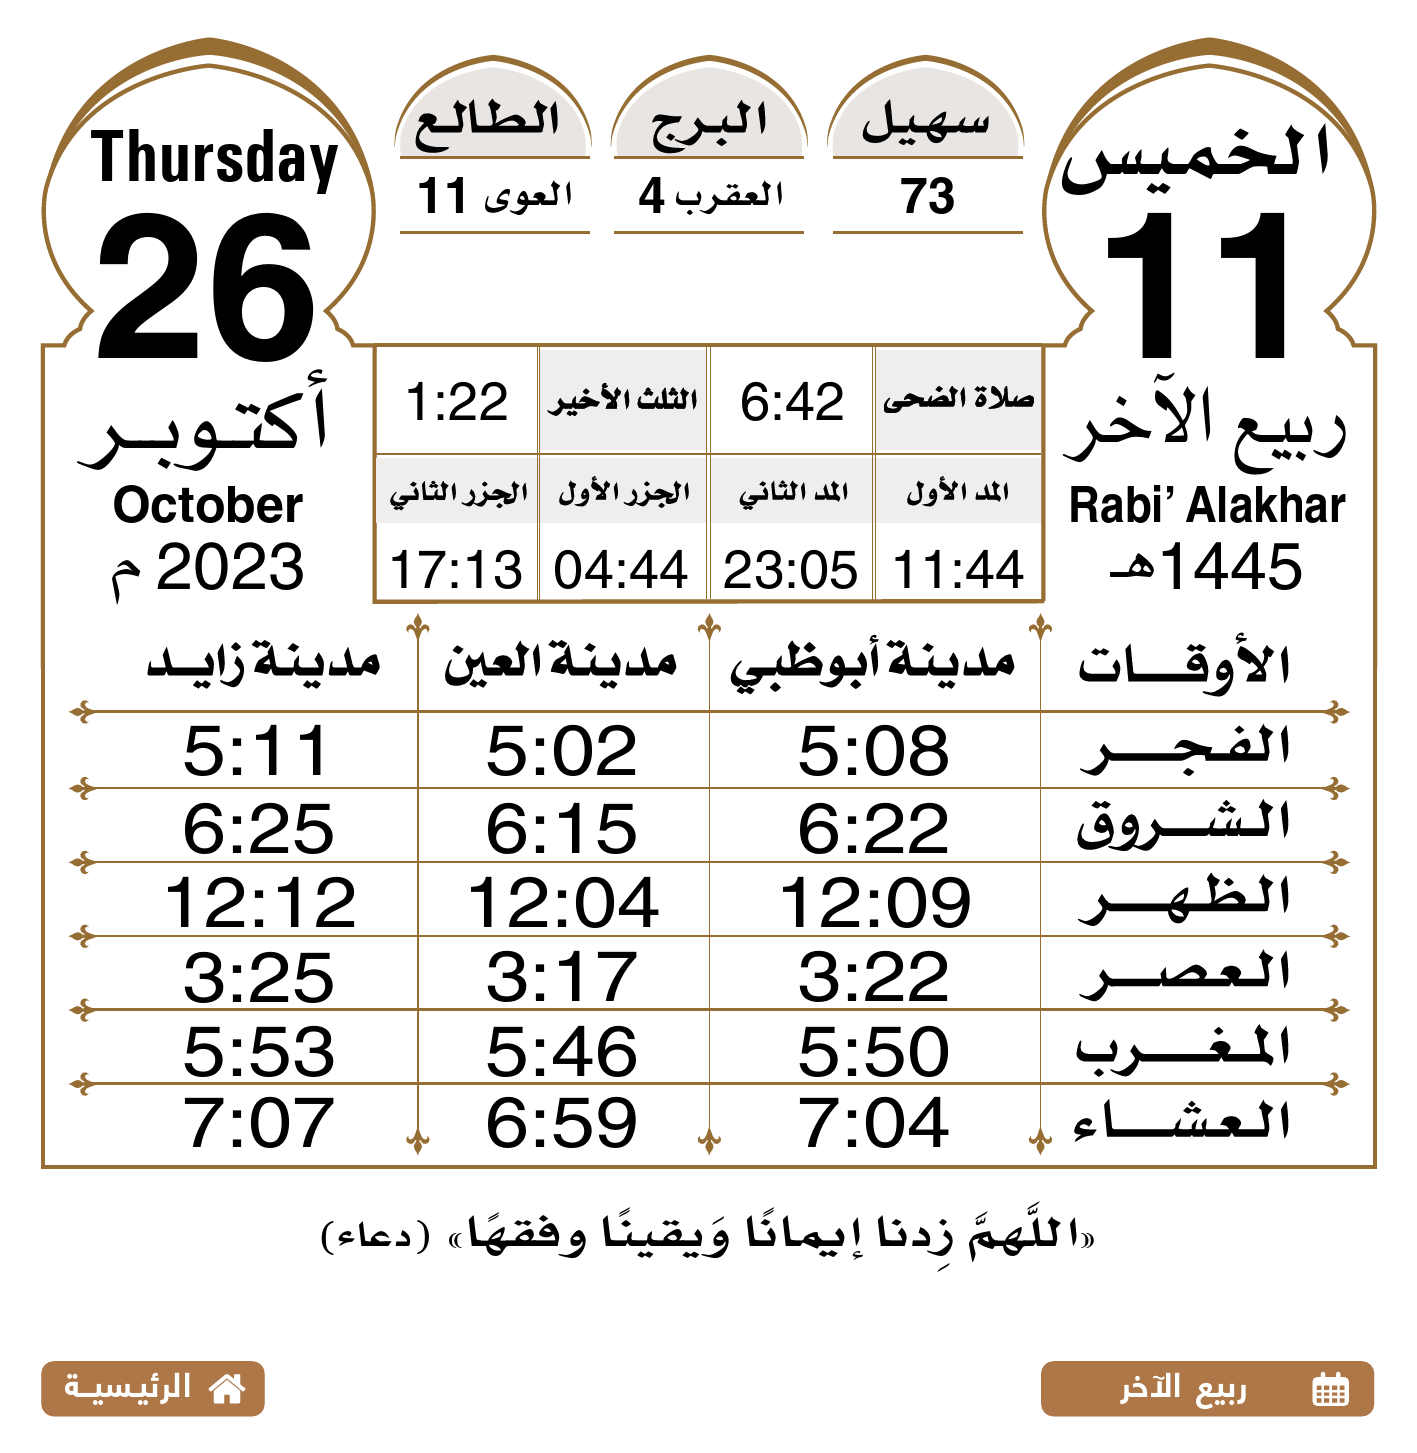 الخميس
11
ربيع الآخر
Rabi’ Alakhar
1445هـ
سهيل
73
البرج
العقرب 4
الطالع
العوى 11
Thursday
26
أكتوبر
October
2023 م
صلاة الضحى 6:42 الثلث الأخير 1:22
المد الأول المد الثاني الجزر الأول الجزر الثاني
11:44 23:05 04:44 17:13
الأوقات مدينة أبوظبي مدينة العين مدينة زايد
الفجر 5:08 5:02 5:11
الشروق 6:22 6:15 6:25
الظهر 12:09 12:04 12:12
العصر 3:22 3:17 3:25
المغرب 5:50 5:46 5:53
العشاء 7:04 6:59 7:07
«اللَّهمَّ زِدنا إيمانًا وَيقينًا وفقهًا» (دعاء)
ربيع الآخر
الرئيسية